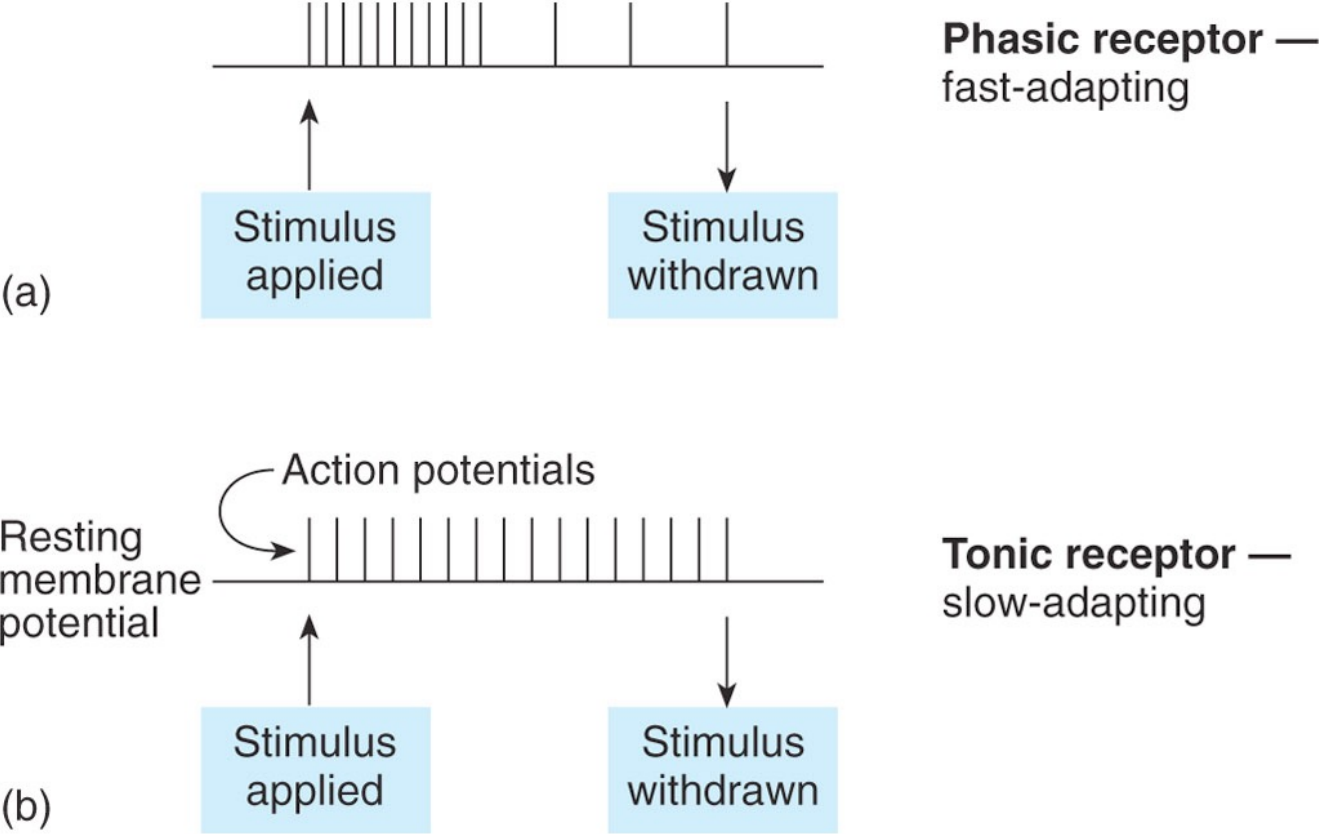 Phasic receptor —
fast-adapting
Stimulus
applied
Stimulus
withdrawn
(a)
Action potentials
Resting
membrane
potential
Tonic receptor —
slow-adapting
Stimulus
applied
Stimulus
withdrawn
(b)